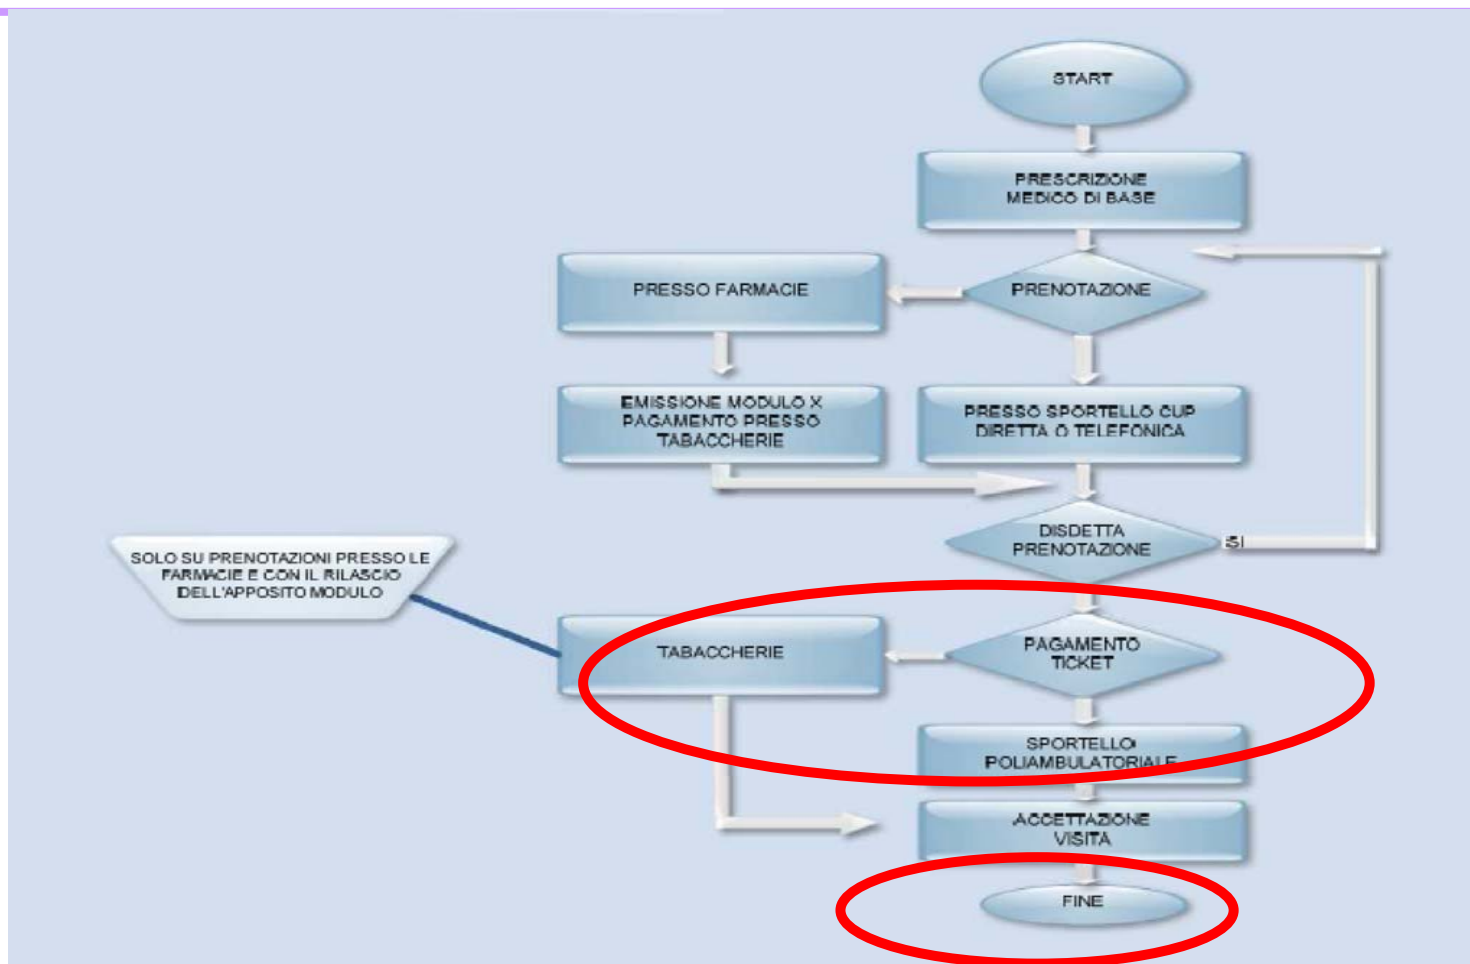 START
PRESCRIZIONE
MEDICO DI BASE
PRESSO FARMACIE
PRENOTAZIONE
EMISSIONE MODULO X
PAGAMENTO PRESSO
TABACCHERIE
PRESSO SPORTELLO CUP
DIRETTA O TELEFONICA
DISDETTA
PRENOTAZIONE
SI
SOLO SU PRENOTAZIONI PRESSO LE
FARMACIE E CON IL RILASCIO
DELL'APPOSITO MODULO
TABACCHERIE
PAGAMENTO
TICKET
SPORTELLO
POLIAMBULATORIALE
ACCETTAZIONE
VISITA
FINE